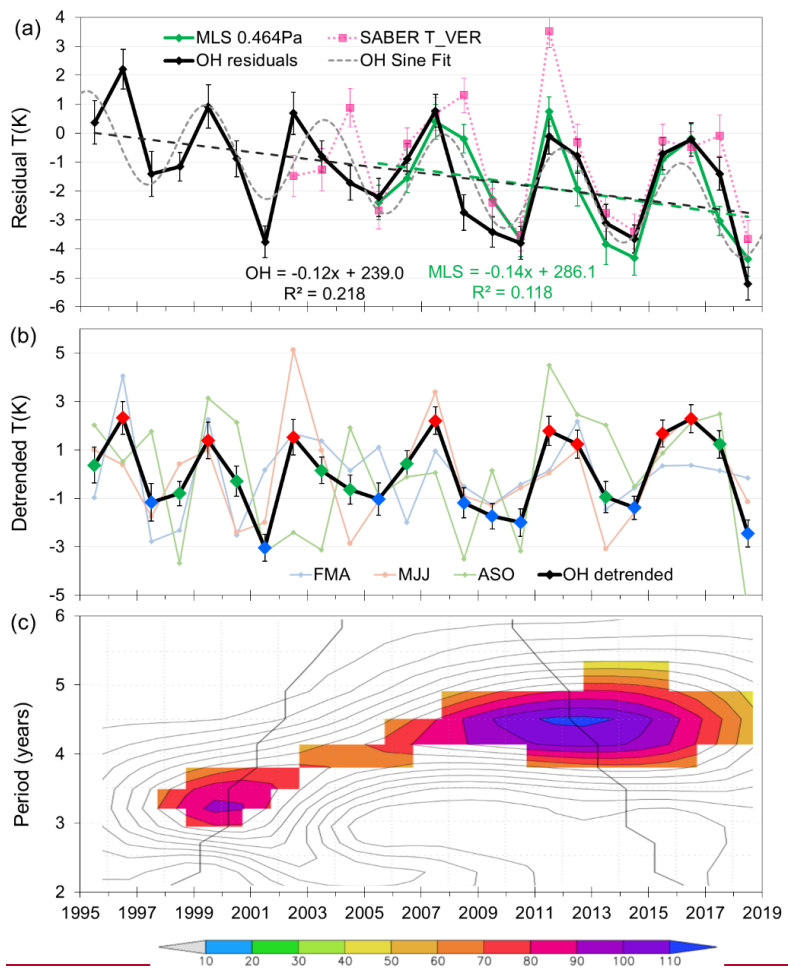 (a)
MLS 0.464Pa
SABER T_VER
OH residuals
OH Sine Fit
Residual T(K)
4
3
2
1
0
-1
-2
-3
-4
-5
-6
OH = -0.12x + 239.0
R² = 0.218
MLS = -0.14x + 286.1
R² = 0.118
(b)
Detrended T(K)
5
3
1
-1
-3
-5
FMA MJJ ASO OH detrended
(c)
Period (years)
6
5
4
3
2
1995 1997 1999 2001 2003 2005 2007 2009 2011 2013 2015 2017 2019
10 20 30 40 50 60 70 80 90 100 110